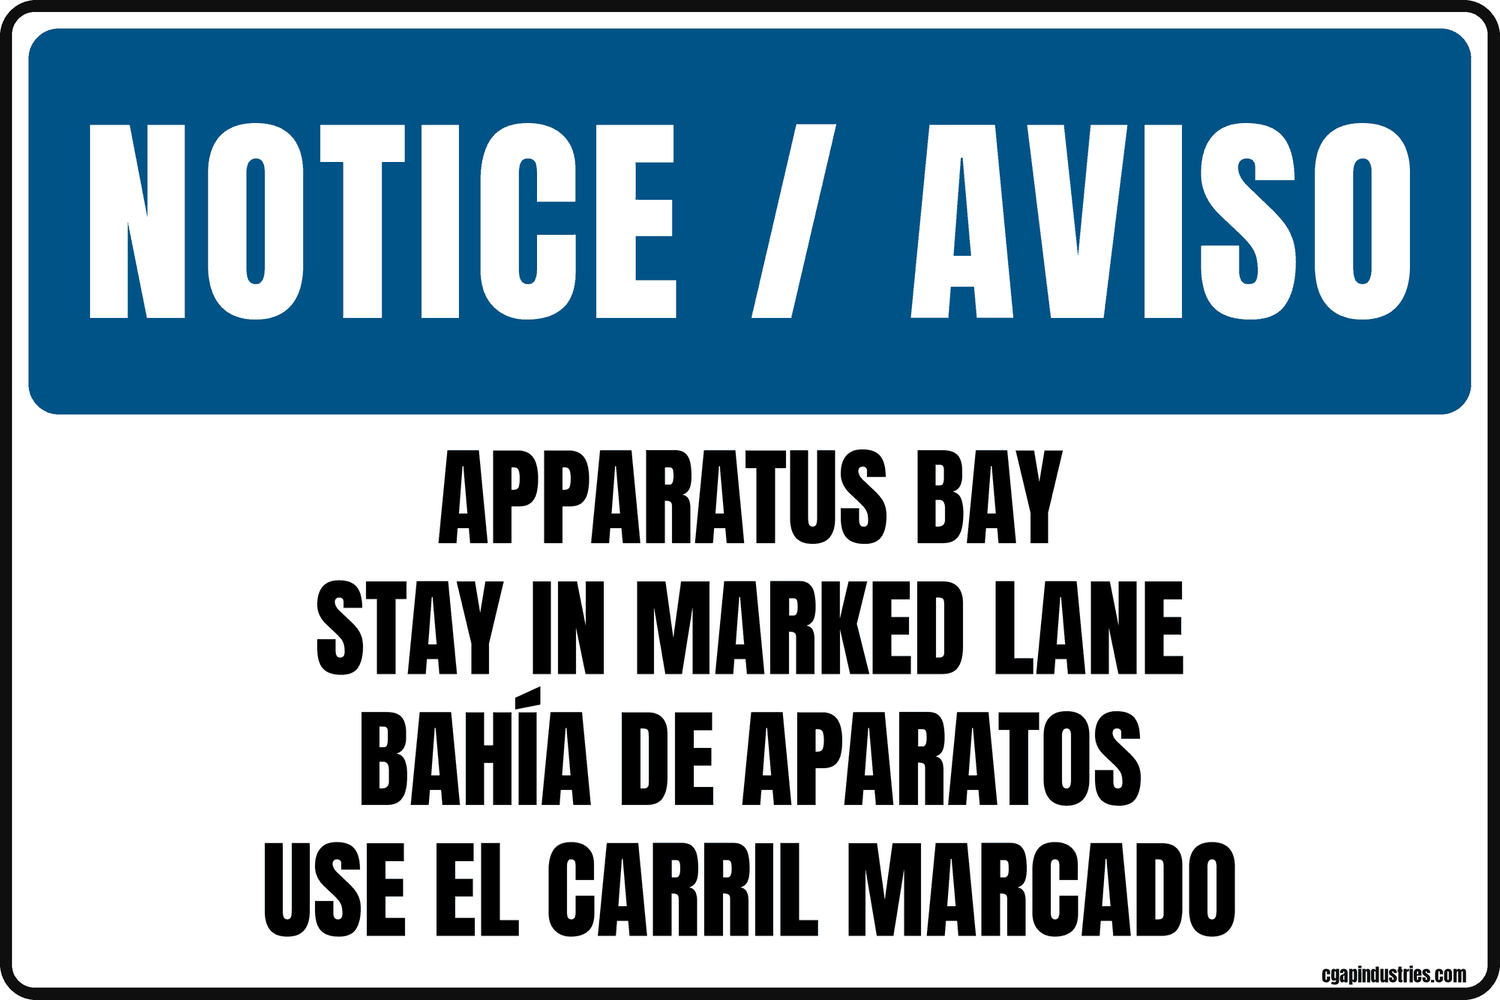 NOTICE / AVISO
APPARATUS BAY
STAY IN MARKED LANE
BAHÍA DE APARATOS
USE EL CARRIL MARCADO
cgapindustries.com